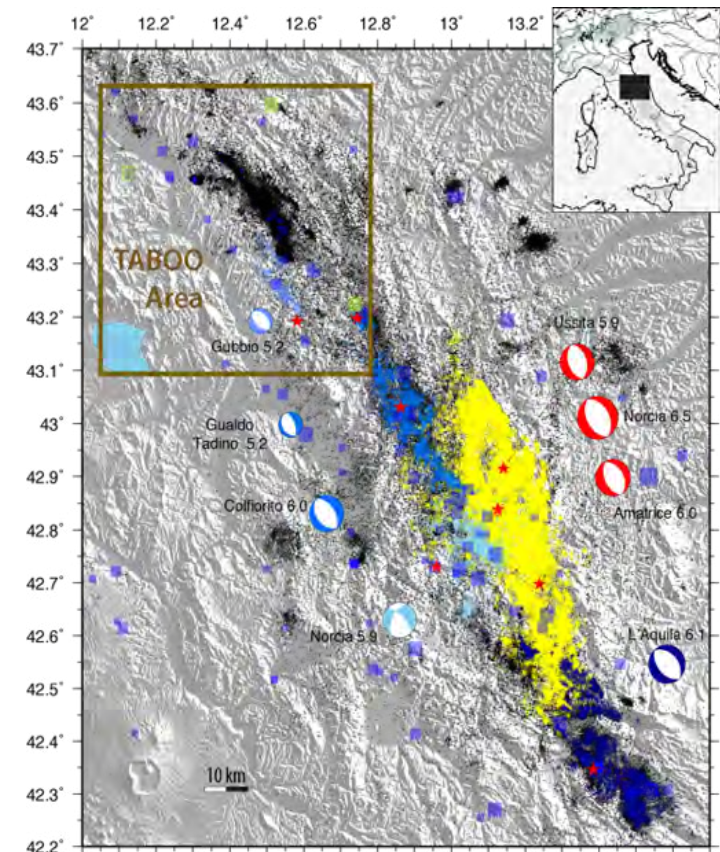 12˚
12.2˚
12.4˚
12.6˚
12.8˚
13˚
13.2˚
43.7˚
43.6˚
43.5˚
43.4˚
43.3˚
43.2˚
43.1˚
43˚
42.9˚
42.8˚
42.7˚
42.6˚
42.5˚
42.4˚
42.3˚
42.2˚
TABOO
Area
Gubbio 5.2
Ussita 5.9
Norcia 6.5
Gualdo
Tadino 5.2
Amatrice 6.0
Colfiorito 6.0
Norcia 5.9
L'Aquila 6.1
10 km